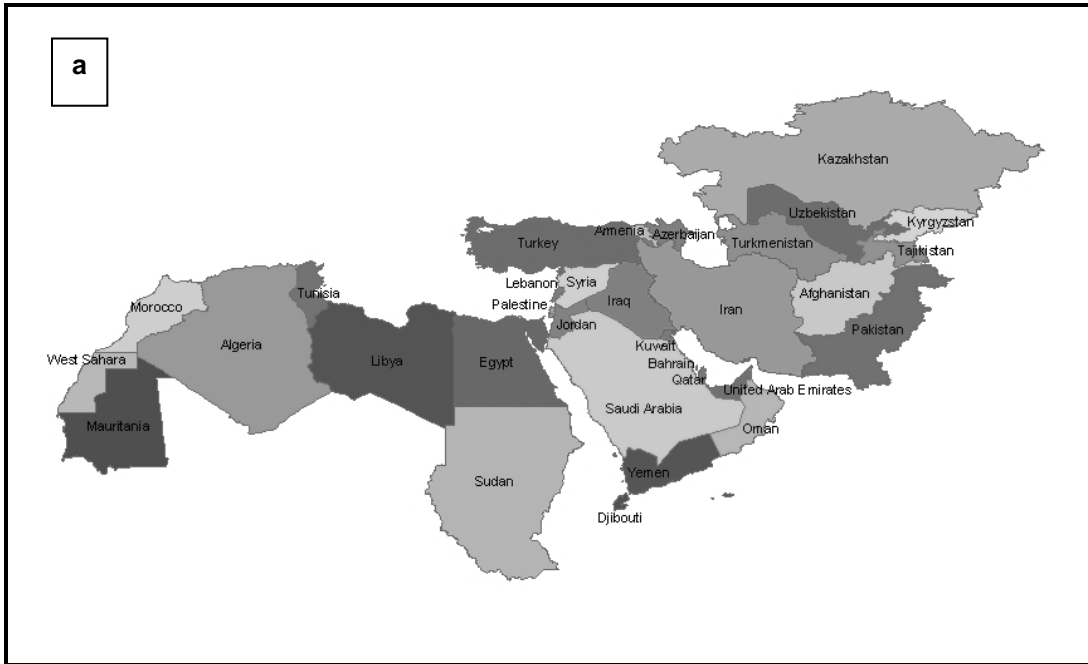 a
Kazakhstan
Uzbekistan
Kyrgyzstan
Armenia
Azerbaijan
Turkey
Turkmenistan
Tajikistan
Lebanon
Syria
Afghanistan
Tunisia
Palestine
Iraq
Morocco
Iran
Jordan
Pakistan
Algeria
Kuwait
West Sahara
Libya
Egypt
Bahrain
Qatar
United Arab Emirates
Saudi Arabia
Mauritania
Oman
Yemen
Sudan
Djibouti